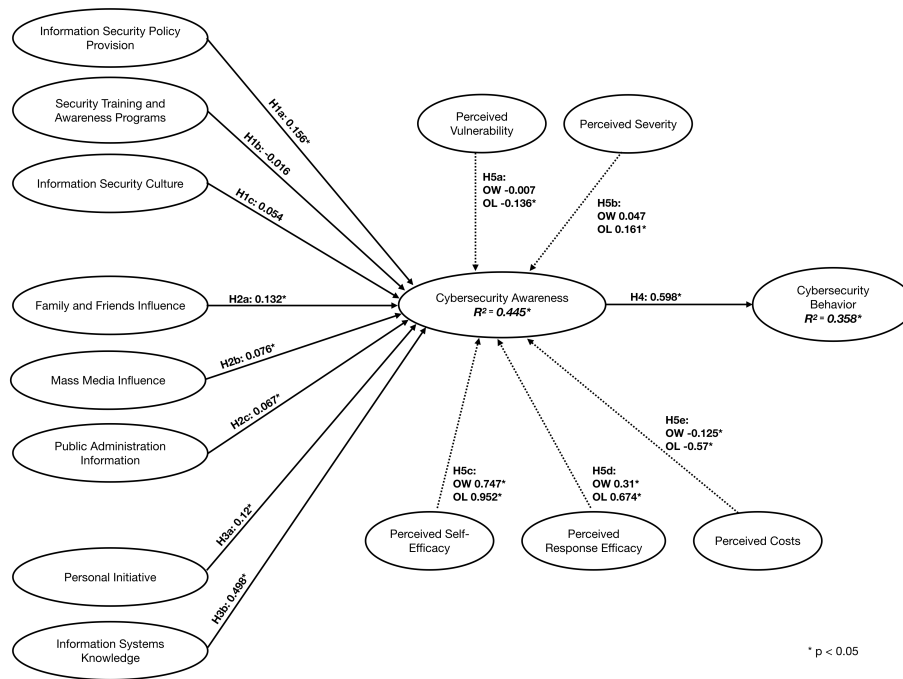 Information Security Policy
Provision
H1a: 0.156*
Security Training and
Awareness Programs
H1b: -0.016
Information Security Culture
H1c: 0.054
Perceived
Vulnerability
Perceived Severity
H5a:
OW -0.007
OL -0.136*
H5b:
OW 0.047
OL 0.161*
Family and Friends Influence
H2a: 0.132*
Cybersecurity Awareness
R² = 0.445*
H4: 0.598*
Cybersecurity
Behavior
R² = 0.358*
Mass Media Influence
H2b: 0.076*
Public Administration
Information
H2c: 0.067*
H5c:
OW 0.747*
OL 0.952*
H5d:
OW 0.31*
OL 0.674*
H5e:
OW -0.125*
OL -0.57*
Perceived Self-
Efficacy
Perceived
Response Efficacy
Perceived Costs
Personal Initiative
H3a: 0.12*
Information Systems
Knowledge
H3b: 0.498*
* p < 0.05